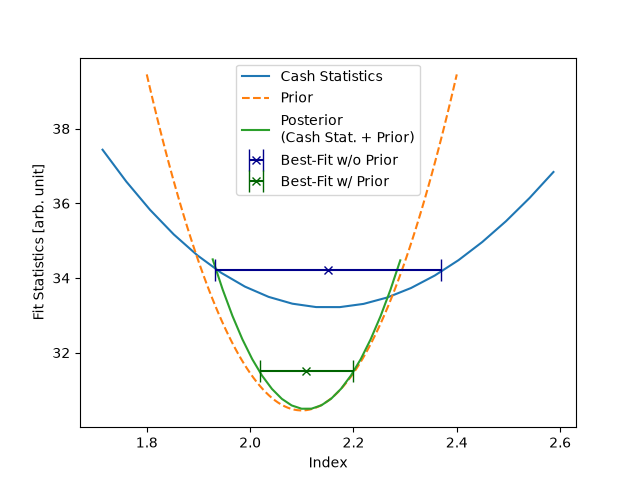 Cash Statistics
Prior
Posterior
(Cash Stat. + Prior)
Best-Fit w/o Prior
Best-Fit w/ Prior
Fit Statistics [arb. unit]
38
36
34
32
1.8 2.0 2.2 2.4 2.6
Index